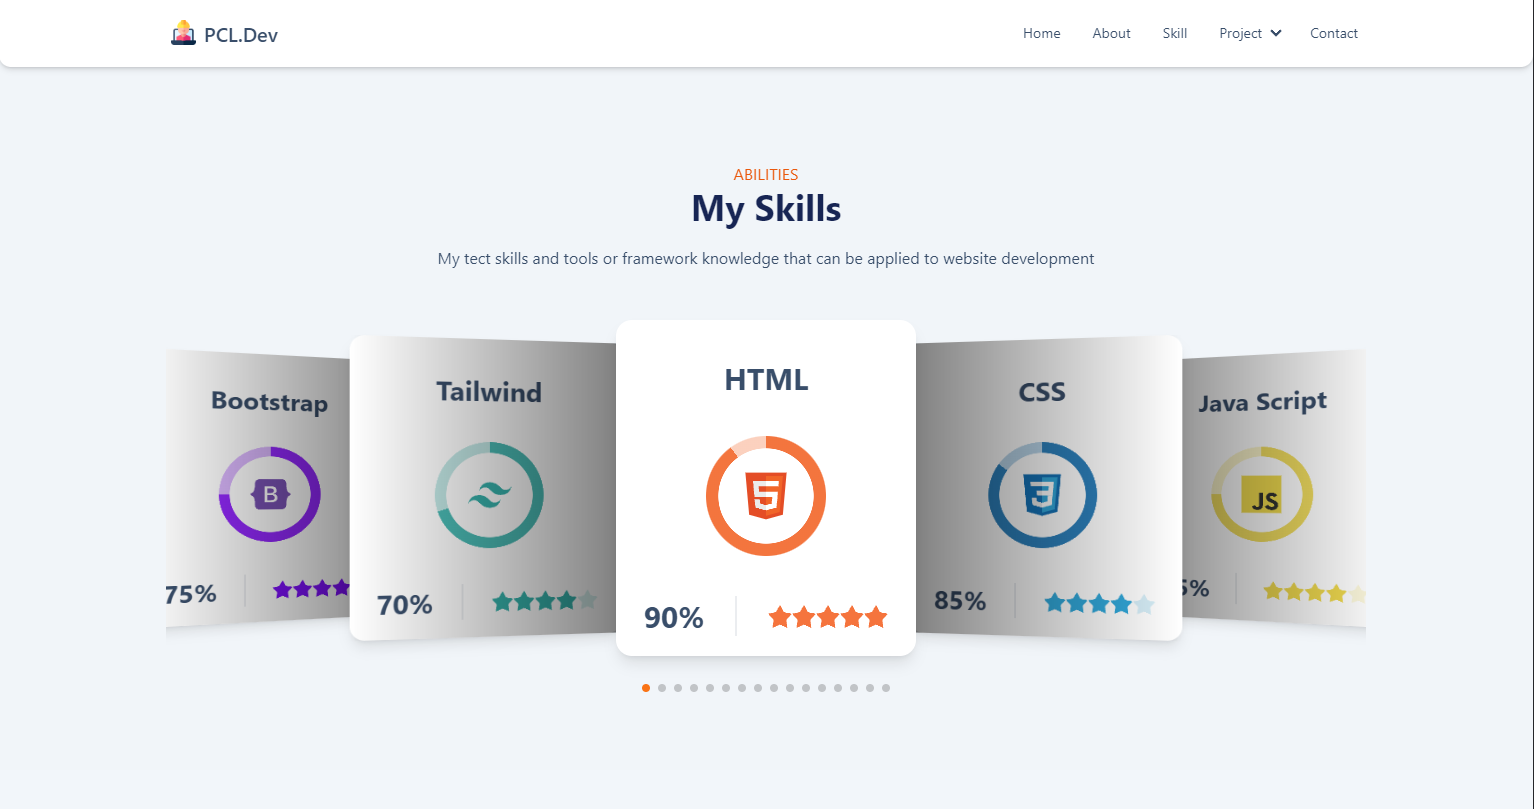 PCL.Dev
Home About Skill Project Contact
ABILITIES
My Skills
My tect skills and tools or framework knowledge that can be applied to website development
Bootstrap
B
75%
Tailwind
70%
HTML
5
90%
CSS
3
85%
Java Script
JS
5%